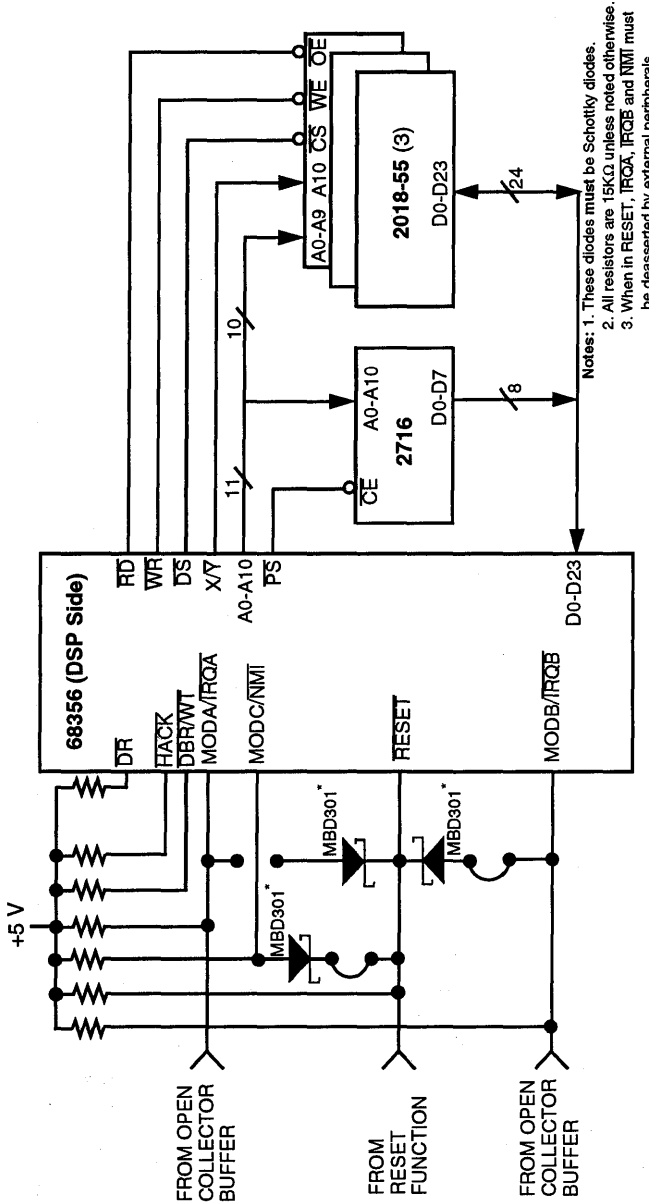 +5 V
68356 (DSP Side)
DR
HACK
DBR/WT
MODA/IRQA
MODC/NMI
RESET
MODB/IRQB
RD
WR
DS
X/Y
A0-A10
PS
D0-D23
MBD301*
MBD301*
MBD301*
FROM OPEN
COLLECTOR
BUFFER
FROM
RESET
FUNCTION
FROM OPEN
COLLECTOR
BUFFER
11
10
CE
2716
A0-A10
D0-D7
8
A0-A9
A10
CS
WE
OE
2018-55 (3)
D0-D23
24
Notes: 1. These diodes must be Schottky diodes.
2. All resistors are 15KΩ unless noted otherwise.
3. When in RESET, IRQA, IRQB and NMI must
be deasserted by external peripherals